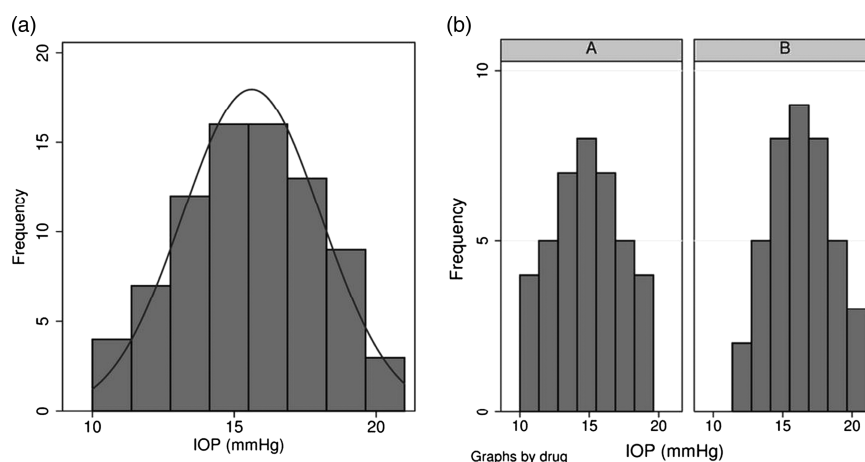 (a)
20
15
10
5
0
Frequency
10 15 20
IOP (mmHg)
(b)
A B
10
5
0
Frequency
10 15 20 10 15 20
Graphs by drug
IOP (mmHg)